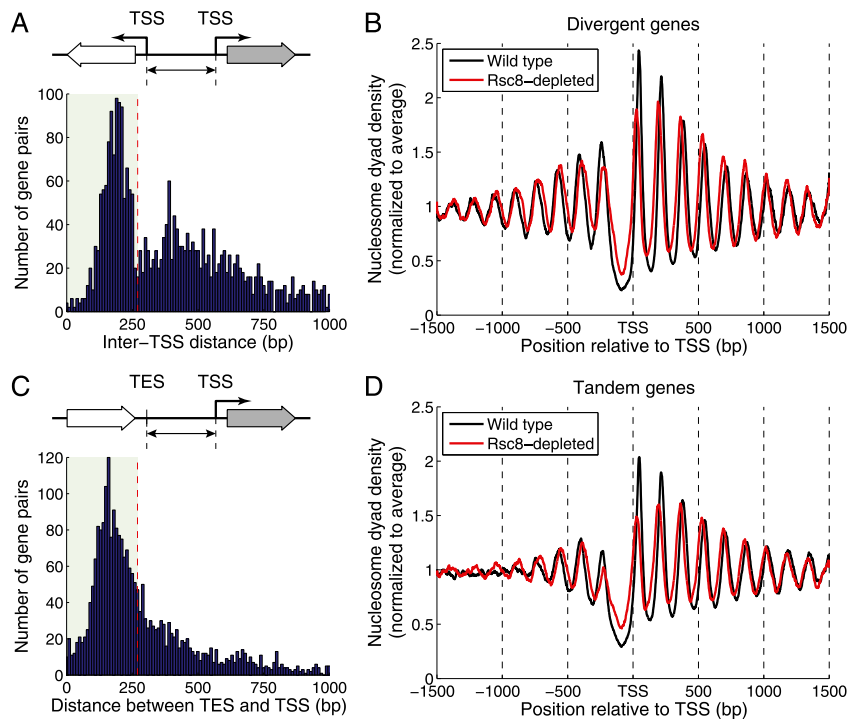 A
TSS TSS
Number of gene pairs
100
80
60
40
20
0
0 250 500 750 1000
Inter−TSS distance (bp)
B
Divergent genes
Wild type
Rsc8−depleted
Nucleosome dyad density
(normalized to average)
2.5
2
1.5
1
0.5
0
−1500 −1000 −500 TSS 500 1000 1500
Position relative to TSS (bp)
C
TES TSS
Number of gene pairs
120
100
80
60
40
20
0
0 250 500 750 1000
Distance between TES and TSS (bp)
D
Tandem genes
Wild type
Rsc8−depleted
Nucleosome dyad density
(normalized to average)
2.5
2
1.5
1
0.5
0
−1500 −1000 −500 TSS 500 1000 1500
Position relative to TSS (bp)